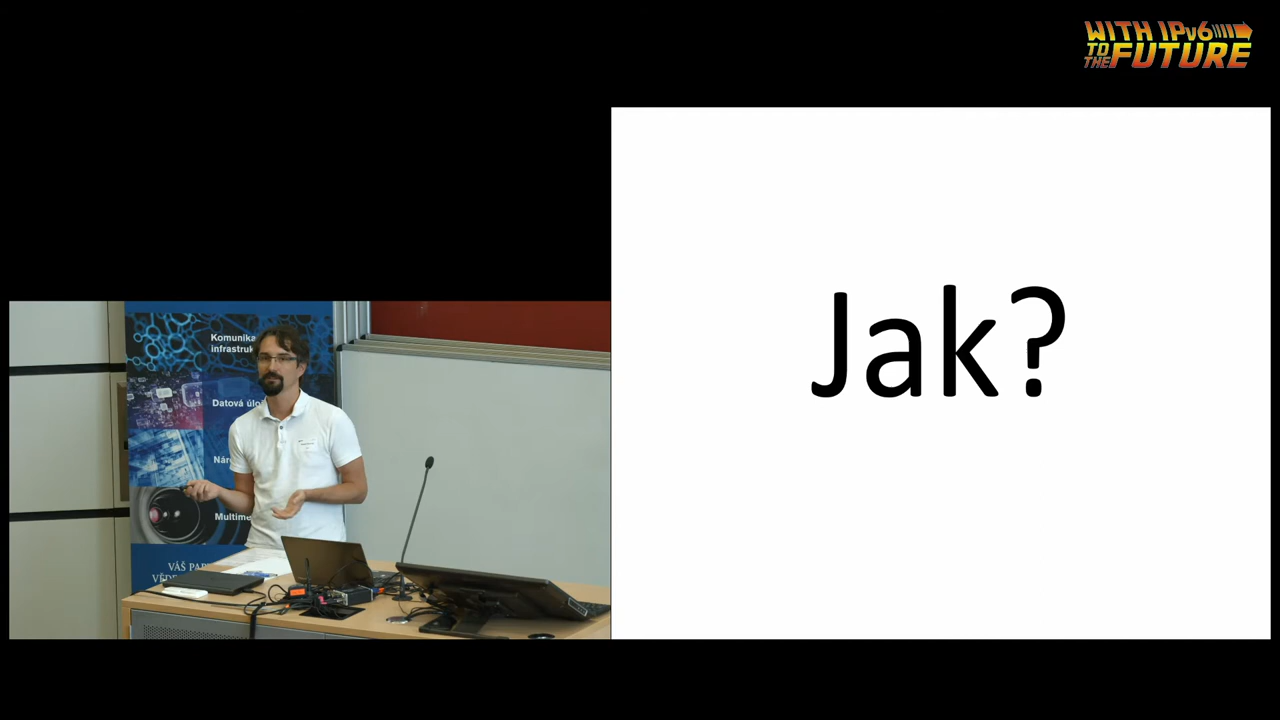 WITH IPv6
TO THE FUTURE
Jak?
Komunika
infrastruk
Datová úlo
Nár
Multime
VÁŠ PAR
VĚDE